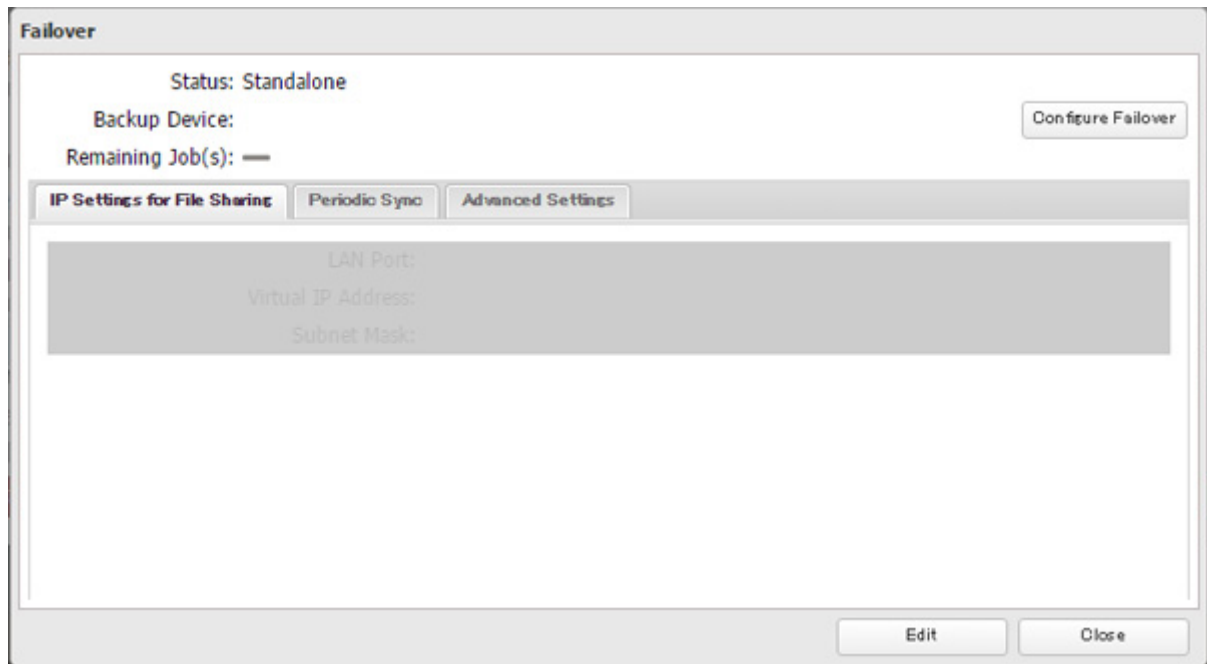 Failover
Status: Standalone
Backup Device:
Configure Failover
Remaining Job(s): —
IP Settings for File Sharing
Periodic Sync
Advanced Settings
LAN Port:
Virtual IP Address:
Subnet Mask:
Edit
Close